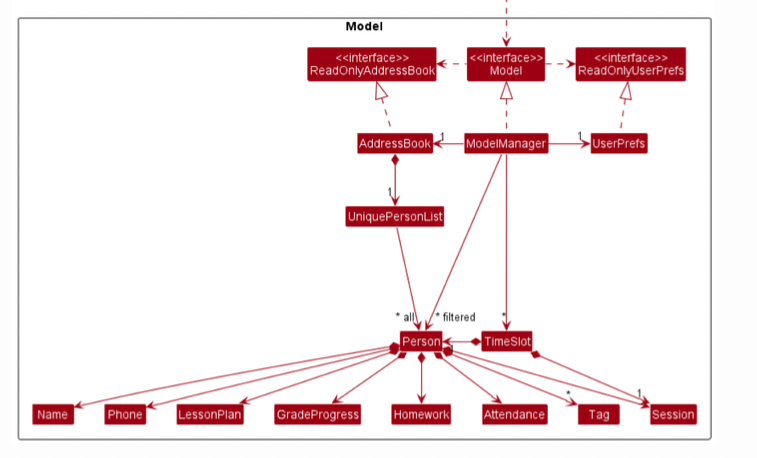 Model
<<interface>>
ReadOnlyAddressBook
<<interface>>
Model
<<interface>>
ReadOnlyUserPrefs
AddressBook
1
ModelManager
1
UserPrefs
1
UniquePersonList
* all
* filtered
*
Person
1
TimeSlot
*
1
Name
Phone
LessonPlan
GradeProgress
Homework
Attendance
Tag
Session